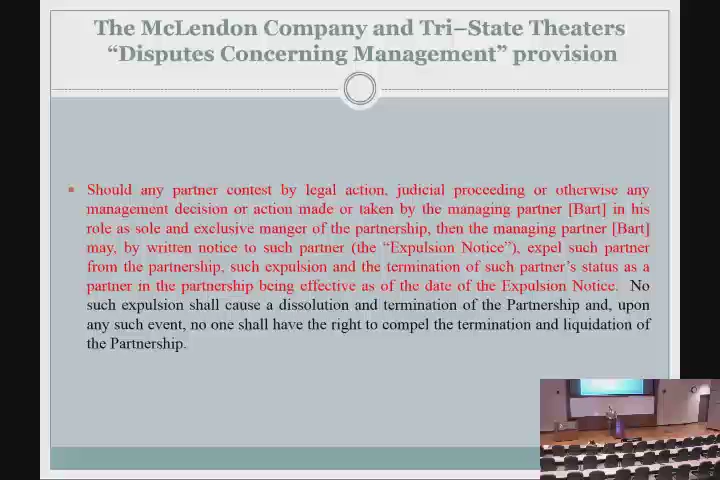 The McLendon Company and Tri–State Theaters
“Disputes Concerning Management” provision
Should any partner contest by legal action, judicial proceeding or otherwise any
management decision or action made or taken by the managing partner [Bart] in his
role as sole and exclusive manger of the partnership, then the managing partner [Bart]
may, by written notice to such partner (the “Expulsion Notice”), expel such partner
from the partnership, such expulsion and the termination of such partner’s status as a
partner in the partnership being effective as of the date of the Expulsion Notice. No
such expulsion shall cause a dissolution and termination of the Partnership and, upon
any such event, no one shall have the right to compel the termination and liquidation of
the Partnership.